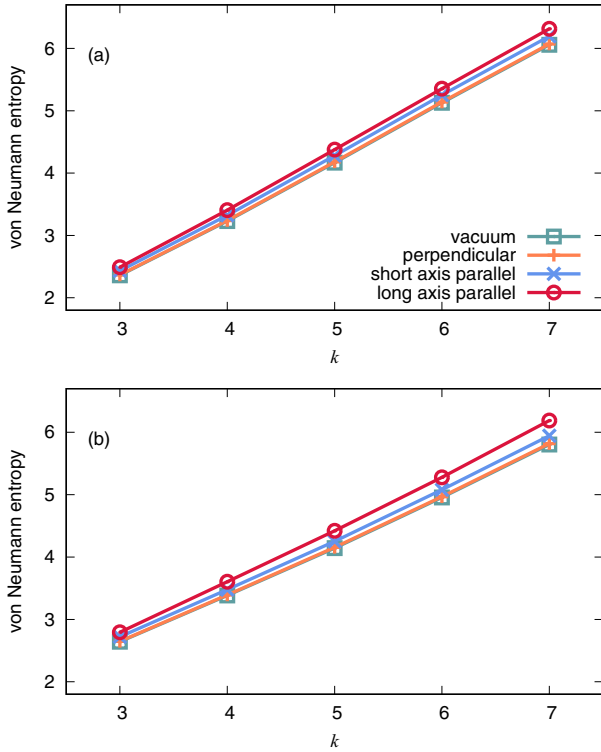 (a)
von Neumann entropy
6
5
4
3
2
vacuum
perpendicular
short axis parallel
long axis parallel
3 4 5 6 7
k
(b)
von Neumann entropy
6
5
4
3
2
3 4 5 6 7
k